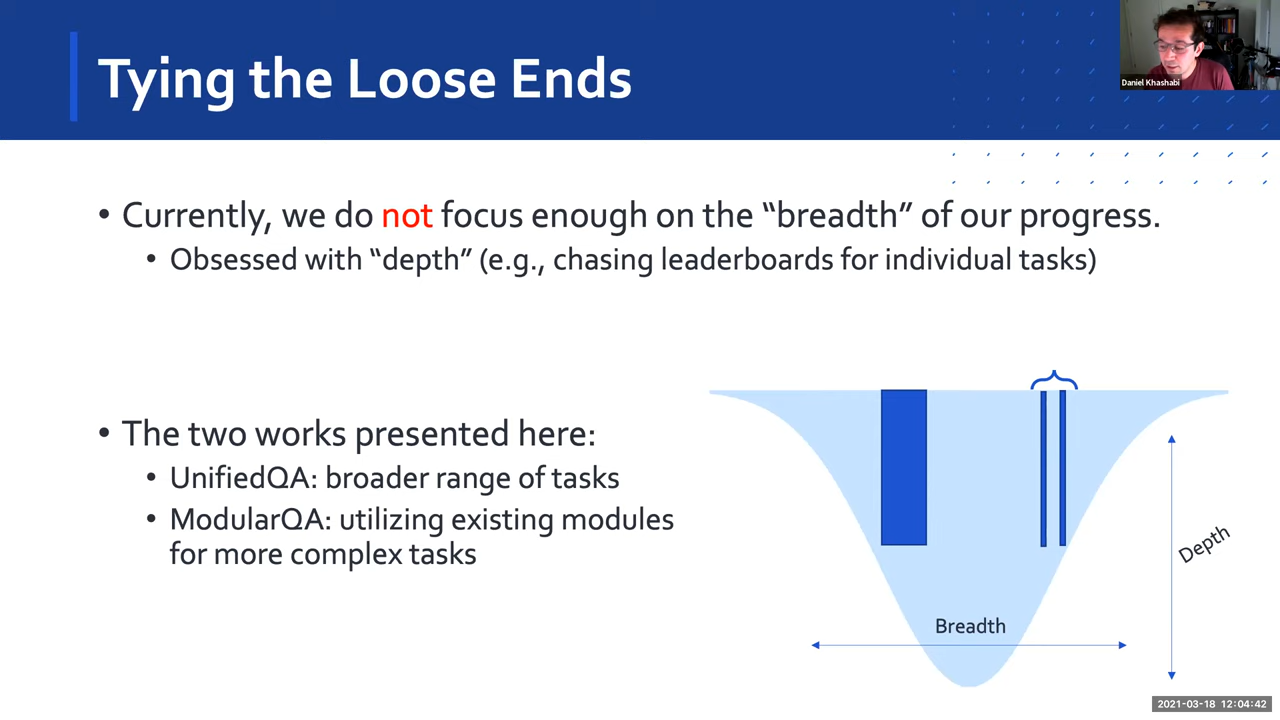 Tying the Loose Ends
Daniel Khashabi
• Currently, we do not focus enough on the “breadth” of our progress.
• Obsessed with “depth” (e.g., chasing leaderboards for individual tasks)
• The two works presented here:
• UnifiedQA: broader range of tasks
• ModularQA: utilizing existing modules
for more complex tasks
Depth
Breadth
2021-03-18 12:04:42